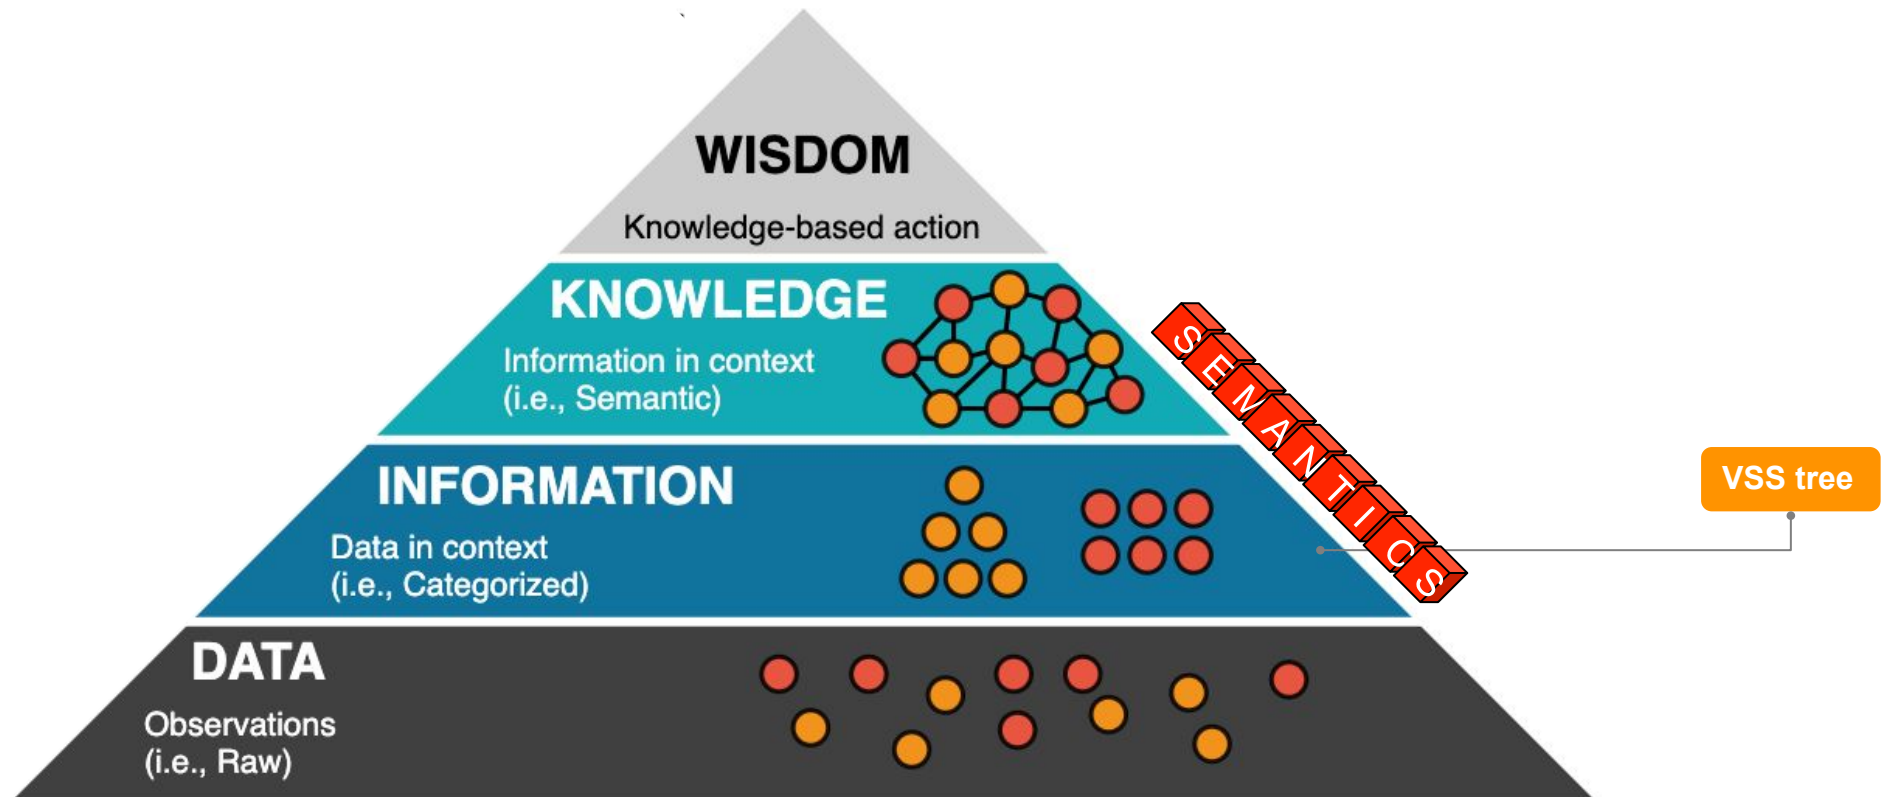 WISDOM
Knowledge-based action
KNOWLEDGE
Information in context
(i.e., Semantic)
SEMANTICS
INFORMATION
Data in context
(i.e., Categorized)
VSS tree
DATA
Observations
(i.e., Raw)